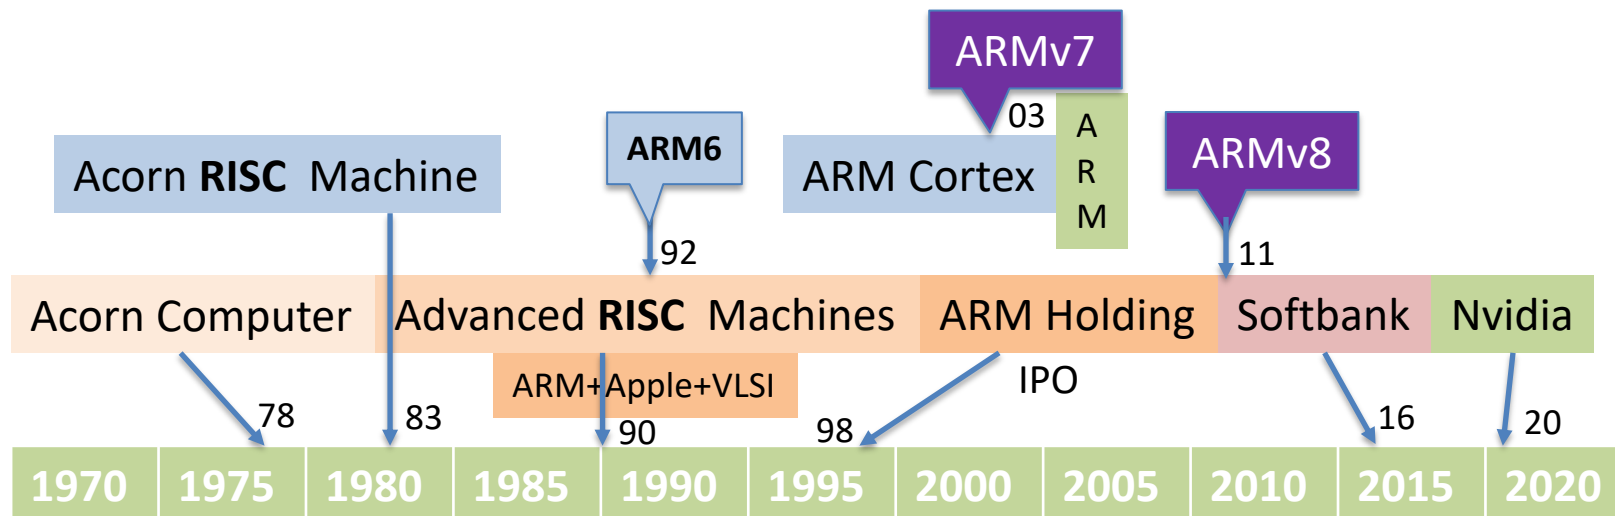 ARMv7
03
A
R
M
Acorn RISC Machine
ARM6
ARM Cortex
ARMv8
92
11
Acorn Computer
Advanced RISC Machines
ARM Holding
Softbank
Nvidia
ARM+Apple+VLSI
IPO
78
83
90
98
16
20
1970
1975
1980
1985
1990
1995
2000
2005
2010
2015
2020